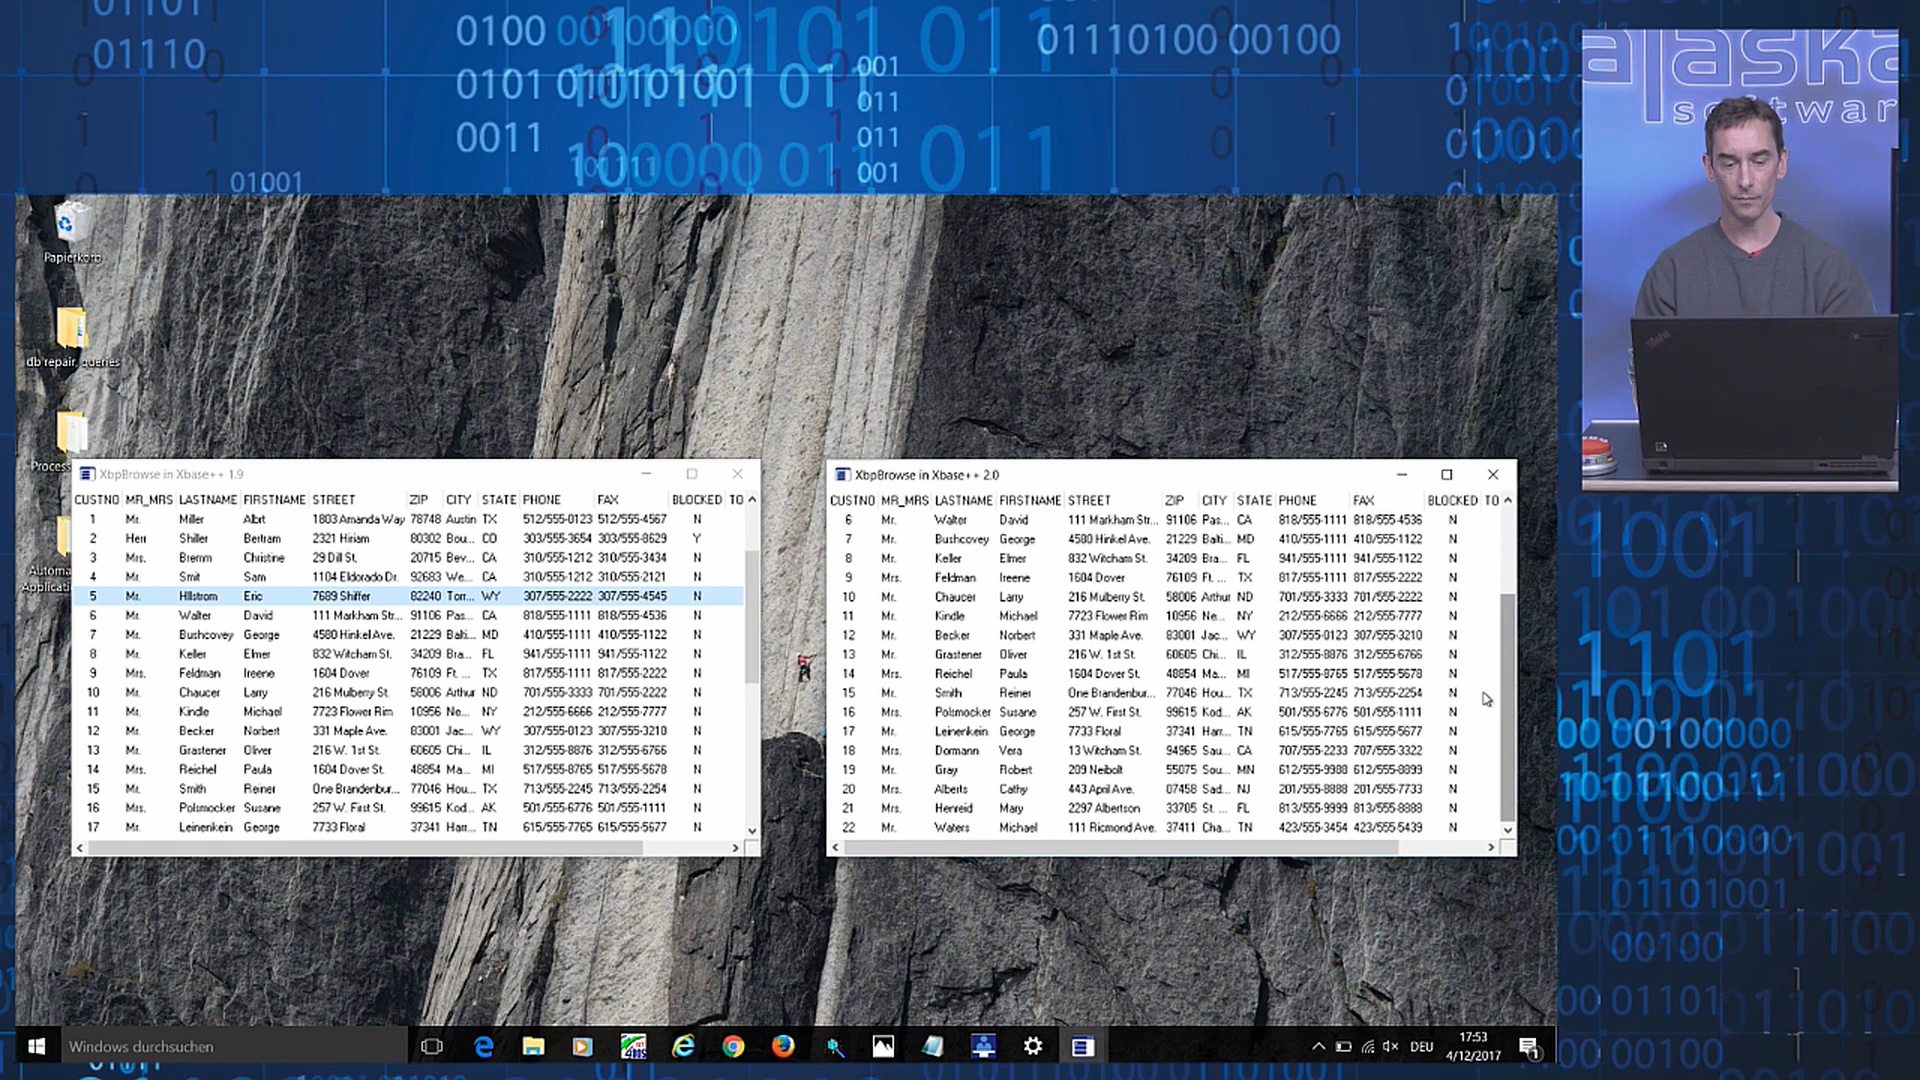 01101
01110
0100 00100000
0101 01110100
0011
01001
110101 011
10111 01
100000 011
101111
011
001
011
011
001
01110100 00100
alaska
software
Papierkorb
db repair, queries
Process
Automa
Applicati
XbpBrowse in Xbase++ 1.9
CUSTNO MR_MRS LASTNAME FIRSTNAME STREET ZIP CITY STATE PHONE FAX BLOCKED TO
1 Mr. Miller Albrt 1803 Amanda Way 78748 Austin TX 512/555-0123 512/555-4567 N
2 Herr Shiller Bertram 2321 Hiriam 80302 Bou... CO 303/555-3654 303/555-8629 Y
3 Mrs. Bremm Christine 29 Dill St. 20715 Bev... CA 310/555-1212 310/555-3434 N
4 Mr. Smit Sam 1104 Eldorado Dr. 92683 We... CA 310/555-1212 310/555-2121 N
5 Mr. Hllstrom Eric 7689 Shiffer 82240 Torr... WY 307/555-2222 307/555-4545 N
6 Mr. Walter David 111 Markham Str... 91106 Pas... CA 818/555-1111 818/555-4536 N
7 Mr. Bushcovey George 4580 Hinkel Ave. 21229 Balti... MD 410/555-1111 410/555-1122 N
8 Mr. Keller Elmer 832 Witcham St. 34209 Bra... FL 941/555-1111 941/555-1122 N
9 Mrs. Feldman Ireene 1604 Dover 76109 Ft. ... TX 817/555-1111 817/555-2222 N
10 Mr. Chaucer Larry 216 Mulberry St. 58006 Arthur ND 701/555-3333 701/555-2222 N
11 Mr. Kindle Michael 7723 Flower Rim 10956 Ne... NY 212/555-6666 212/555-7777 N
12 Mr. Becker Norbert 331 Maple Ave. 83001 Jac... WY 307/555-0123 307/555-3210 N
13 Mr. Grastener Oliver 216 W. 1st St. 60605 Chi... IL 312/555-8876 312/555-6766 N
14 Mrs. Reichel Paula 1604 Dover St. 48854 Ma... MI 517/555-8765 517/555-5678 N
15 Mr. Smith Reiner One Brandenbur... 77046 Hou... TX 713/555-2245 713/555-2254 N
16 Mrs. Polsmocker Susane 257 W. First St. 99615 Kod... AK 501/555-6776 501/555-1111 N
17 Mr. Leinenkein George 7733 Floral 37341 Harr... TN 615/555-7765 615/555-5677 N
XbpBrowse in Xbase++ 2.0
CUSTNO MR_MRS LASTNAME FIRSTNAME STREET ZIP CITY STATE PHONE FAX BLOCKED TO
6 Mr. Walter David 111 Markham Str... 91106 Pas... CA 818/555-1111 818/555-4536 N
7 Mr. Bushcovey George 4580 Hinkel Ave. 21229 Balti... MD 410/555-1111 410/555-1122 N
8 Mr. Keller Elmer 832 Witcham St. 34209 Bra... FL 941/555-1111 941/555-1122 N
9 Mrs. Feldman Ireene 1604 Dover 76109 Ft. ... TX 817/555-1111 817/555-2222 N
10 Mr. Chaucer Larry 216 Mulberry St. 58006 Arthur ND 701/555-3333 701/555-2222 N
11 Mr. Kindle Michael 7723 Flower Rim 10956 Ne... NY 212/555-6666 212/555-7777 N
12 Mr. Becker Norbert 331 Maple Ave. 83001 Jac... WY 307/555-0123 307/555-3210 N
13 Mr. Grastener Oliver 216 W. 1st St. 60605 Chi... IL 312/555-8876 312/555-6766 N
14 Mrs. Reichel Paula 1604 Dover St. 48854 Ma... MI 517/555-8765 517/555-5678 N
15 Mr. Smith Reiner One Brandenbur... 77046 Hou... TX 713/555-2245 713/555-2254 N
16 Mrs. Polsmocker Susane 257 W. First St. 99615 Kod... AK 501/555-6776 501/555-1111 N
17 Mr. Leinenkein George 7733 Floral 37341 Harr... TN 615/555-7765 615/555-5677 N
18 Mrs. Dormann Vera 13 Witcham St. 94965 Sau... CA 707/555-2233 707/555-3322 N
19 Mr. Gray Robert 209 Neibolt 55075 Sou... MN 612/555-9988 612/555-8899 N
20 Mrs. Alberts Cathy 443 April Ave. 07458 Sad... NJ 201/555-8888 201/555-7733 N
21 Mrs. Henreid Mary 2297 Albertson 33705 St. ... FL 813/555-9999 813/555-8888 N
22 Mr. Waters Michael 111 Ricmond Ave. 37411 Cha... TN 423/555-3454 423/555-5439 N
Windows durchsuchen
DEU
17:53
4/12/2017